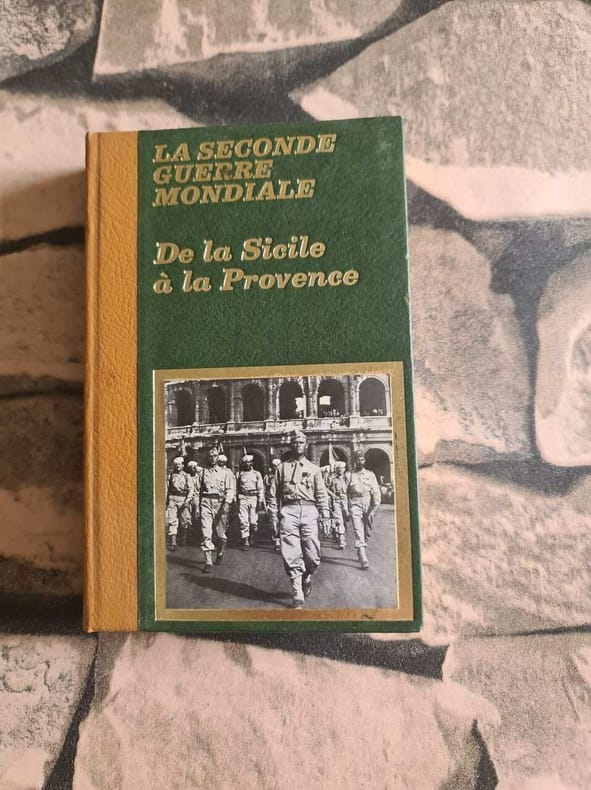 LA SECONDE
GUERRE
MONDIALE
De la Sicile
à la Provence